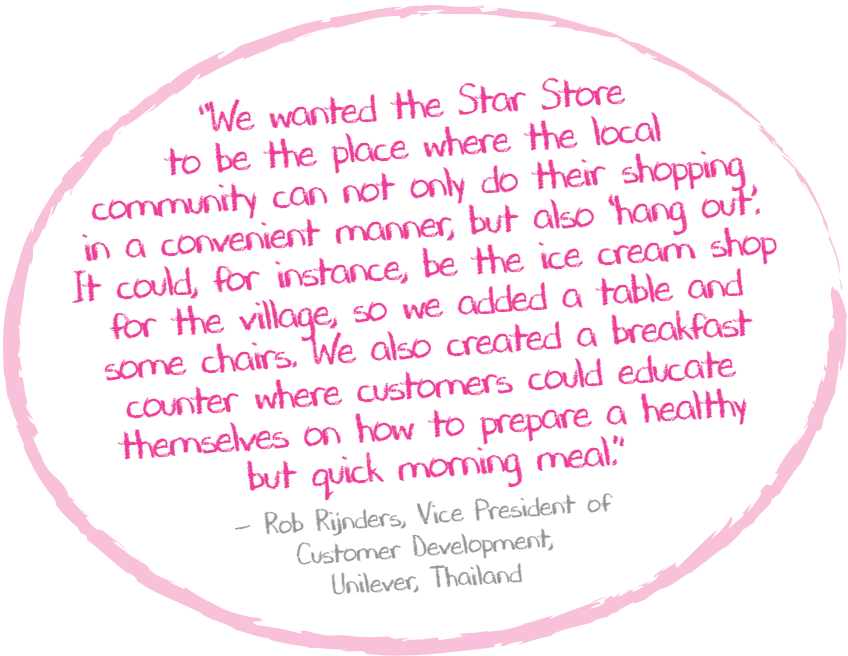 "We wanted the Star Store
to be the place where the local
community can not only do their shopping
in a convenient manner, but also 'hang out'.
It could, for instance, be the ice cream shop
for the village, so we added a table and
some chairs. We also created a breakfast
counter where customers could educate
themselves on how to prepare a healthy
but quick morning meal."
– Rob Rijnders, Vice President of
Customer Development,
Unilever, Thailand